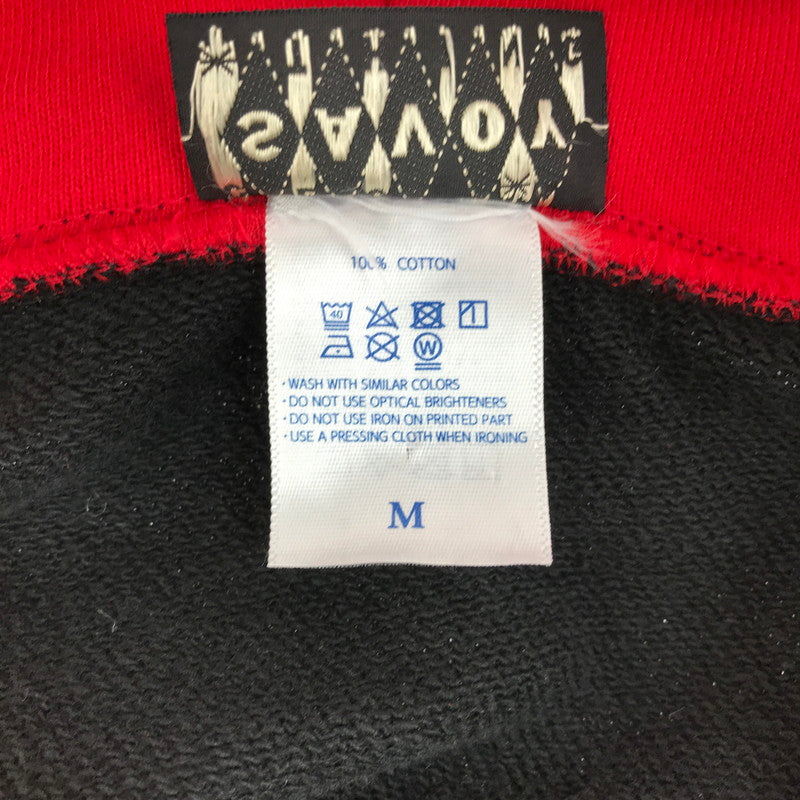 SAVOY
100% COTTON
40
W
· WASH WITH SIMILAR COLORS
· DO NOT USE OPTICAL BRIGHTENERS
· DO NOT USE IRON ON PRINTED PART
· USE A PRESSING CLOTH WHEN IRONING
M